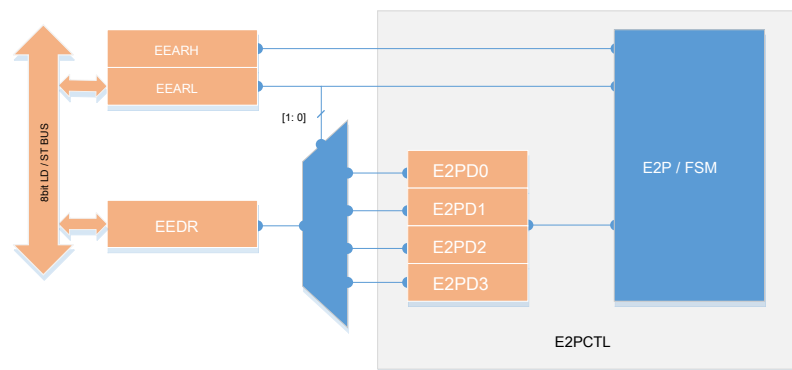 EEARH
EEARL
[1: 0]
8bit LD / ST BUS
EEDR
E2PD0
E2PD1
E2PD2
E2PD3
E2P / FSM
E2PCTL